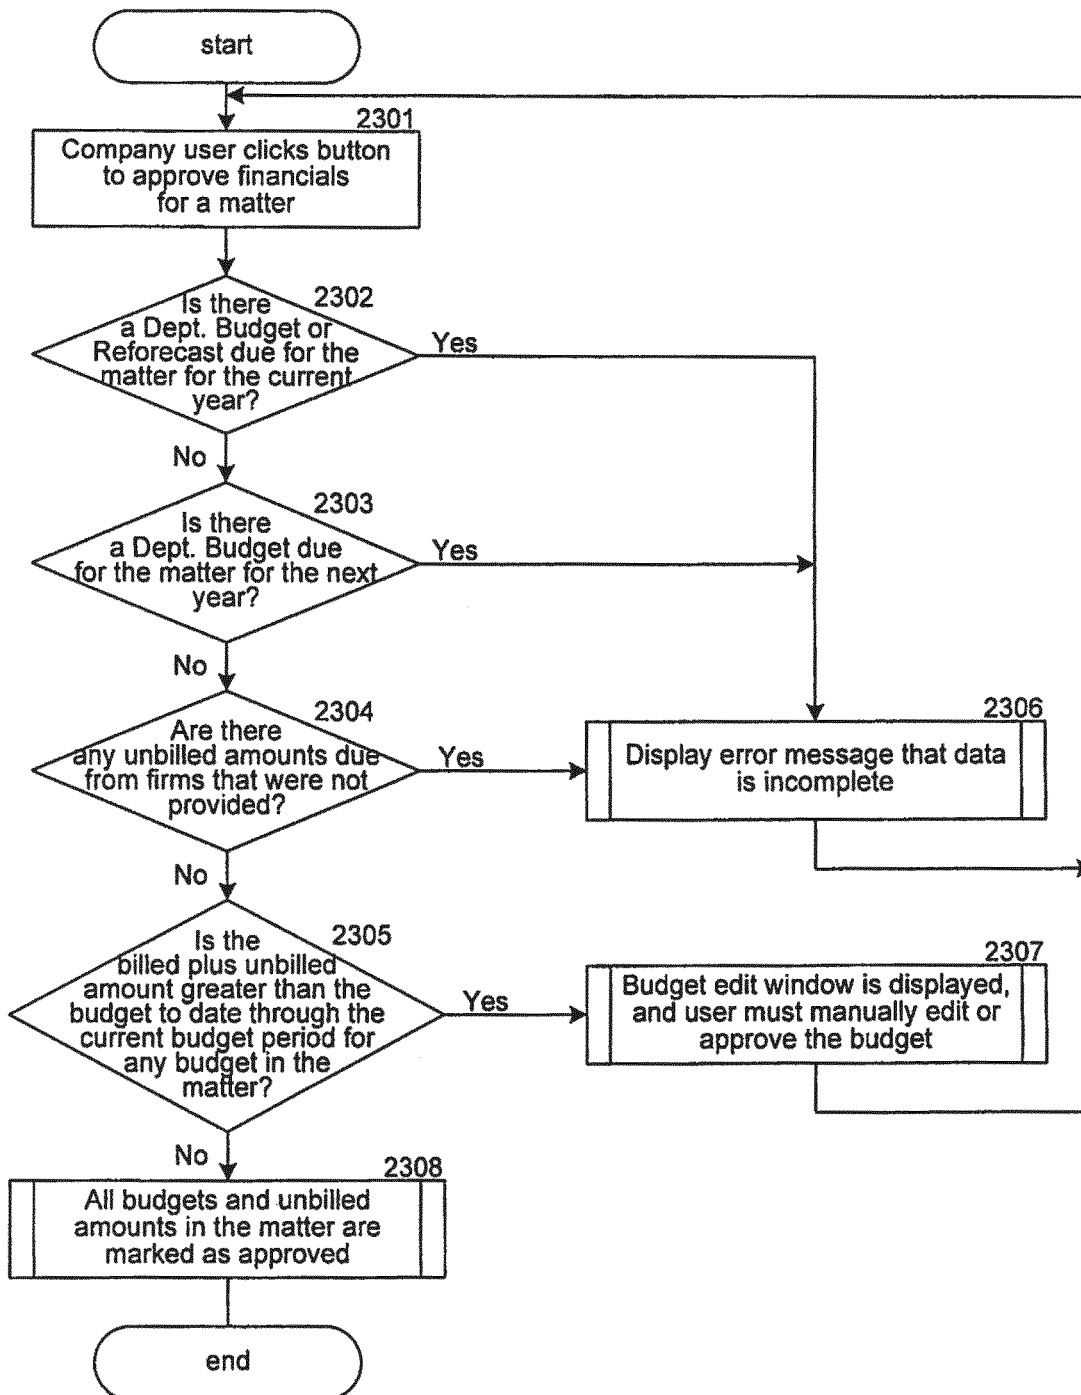 start
2301
Company user clicks button
to approve financials
for a matter
2302
Is there
a Dept. Budget or
Reforecast due for the
matter for the current
year?
Yes
No
2303
Is there
a Dept. Budget due
for the matter for the next
year?
Yes
No
2304
Are there
any unbilled amounts due
from firms that were not
provided?
Yes
2306
Display error message that data
is incomplete
No
2305
Is the
billed plus unbilled
amount greater than the
budget to date through the
current budget period for
any budget in the
matter?
Yes
2307
Budget edit window is displayed,
and user must manually edit or
approve the budget
No
2308
All budgets and unbilled
amounts in the matter are
marked as approved
end